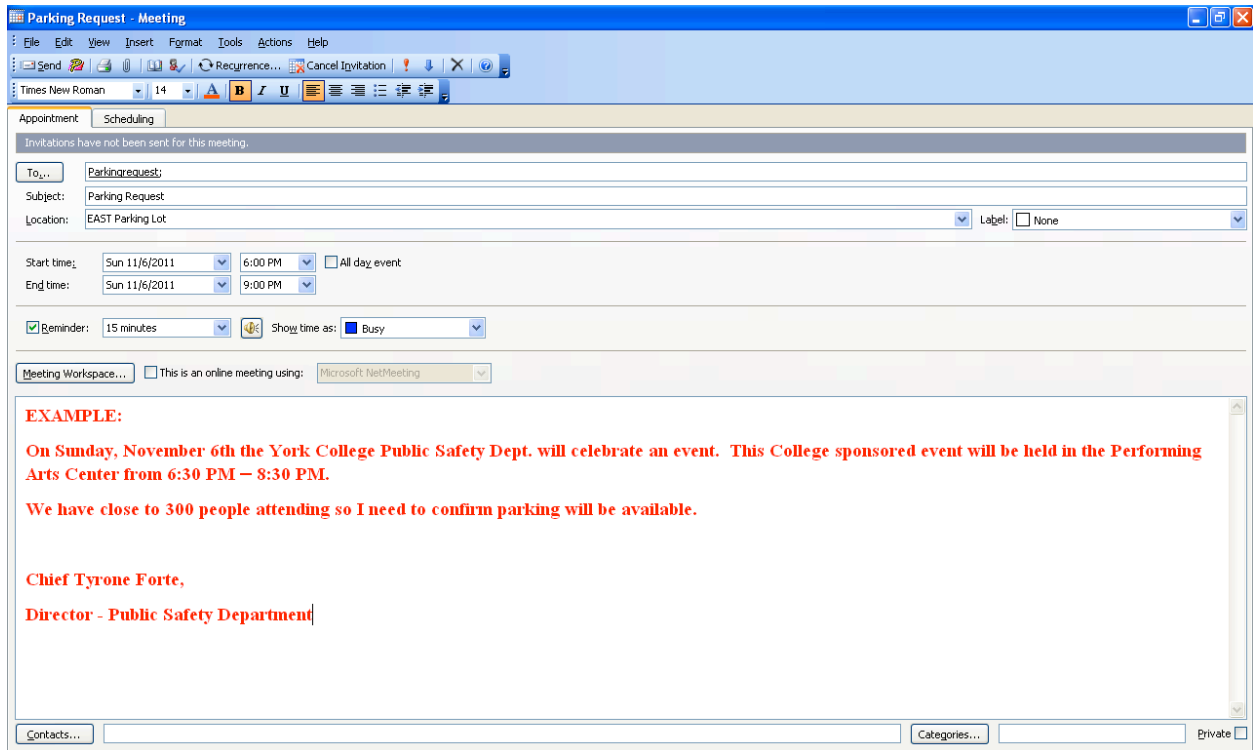 Parking Request - Meeting
File Edit View Insert Format Tools Actions Help
Send Recurrence... Cancel Invitation
Times New Roman 14 A B I U
Appointment Scheduling
Invitations have not been sent for this meeting.
To... Parkingrequest;
Subject: Parking Request
Location: EAST Parking Lot Label: None
Start time: Sun 11/6/2011 6:00 PM All day event
End time: Sun 11/6/2011 9:00 PM
Reminder: 15 minutes Show time as: Busy
Meeting Workspace... This is an online meeting using: Microsoft NetMeeting
EXAMPLE:
On Sunday, November 6th the York College Public Safety Dept. will celebrate an event.  This College sponsored event will be held in the Performing
Arts Center from 6:30 PM – 8:30 PM.
We have close to 300 people attending so I need to confirm parking will be available.
Chief Tyrone Forte,
Director - Public Safety Department
Contacts... Categories... Private